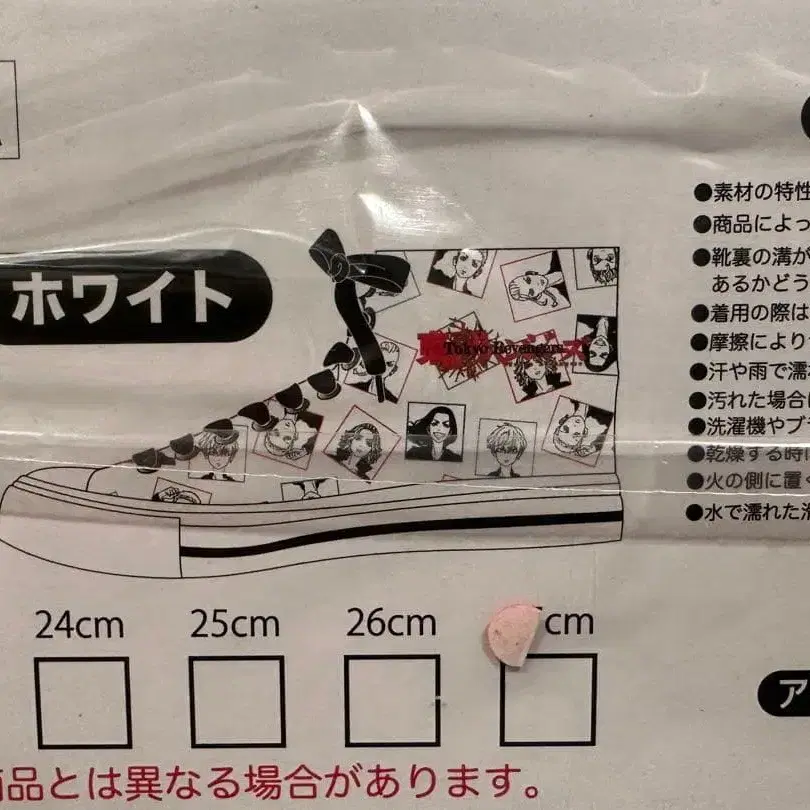 ホワイト
Tokyo Revengers
●素材の特性
●商品によっ
●靴裏の溝が
あるかどう
●着用の際は
●摩擦により
●汗や雨で濡れ
●汚れた場合は
●洗濯機やブラ
●乾燥する時は
●火の側に置く
●水で濡れた
24cm
25cm
26cm
cm
ア
商品とは異なる場合があります。